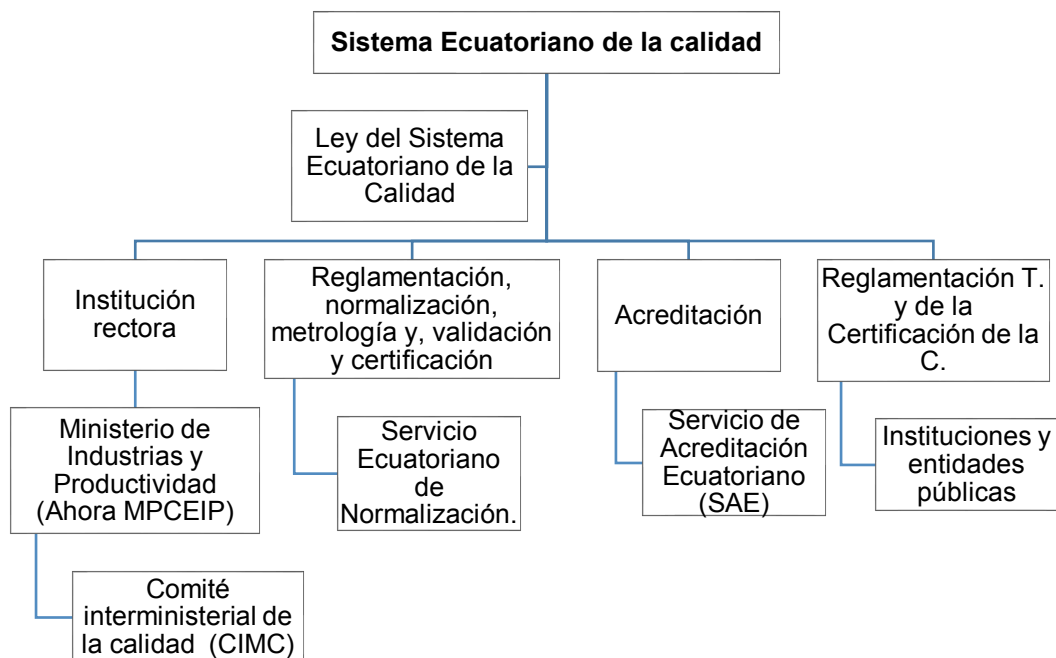 Sistema Ecuatoriano de la calidad
Ley del Sistema
Ecuatoriano de la
Calidad
Institución
rectora
Reglamentación,
normalización,
metrología y, validación
y certificación
Acreditación
Reglamentación T.
y de la
Certificación de la
C.
Ministerio de
Industrias y
Productividad
(Ahora MPCEIP)
Servicio
Ecuatoriano
de
Normalización.
Servicio de
Acreditación
Ecuatoriano
(SAE)
Instituciones y
entidades
públicas
Comité
interministerial de
la calidad (CIMC)